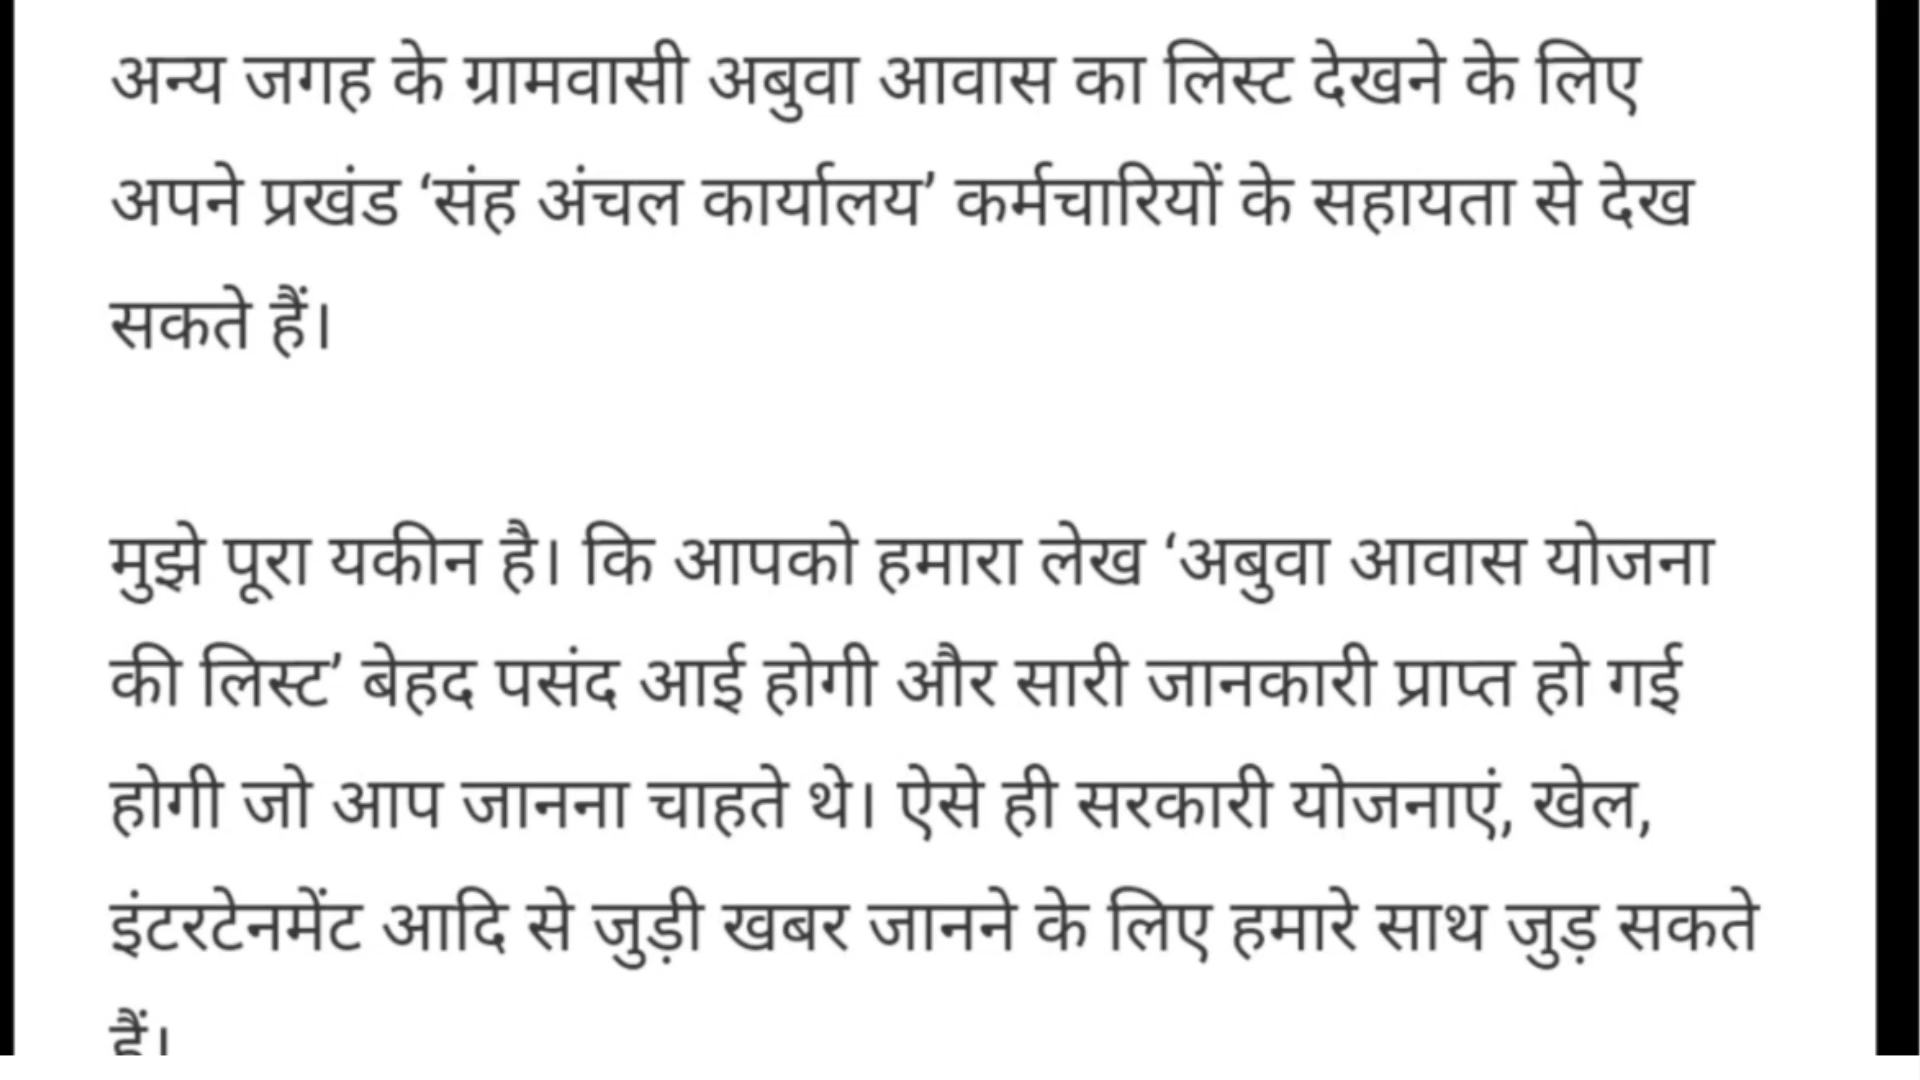 अन्य जगह के ग्रामवासी अबुवा आवास का लिस्ट देखने के लिए
अपने प्रखंड ‘संह अंचल कार्यालय’ कर्मचारियों के सहायता से देख
सकते हैं।
मुझे पूरा यकीन है। कि आपको हमारा लेख ‘अबुवा आवास योजना
की लिस्ट’ बेहद पसंद आई होगी और सारी जानकारी प्राप्त हो गई
होगी जो आप जानना चाहते थे। ऐसे ही सरकारी योजनाएं, खेल,
इंटरटेनमेंट आदि से जुड़ी खबर जानने के लिए हमारे साथ जुड़ सकते
हैं।